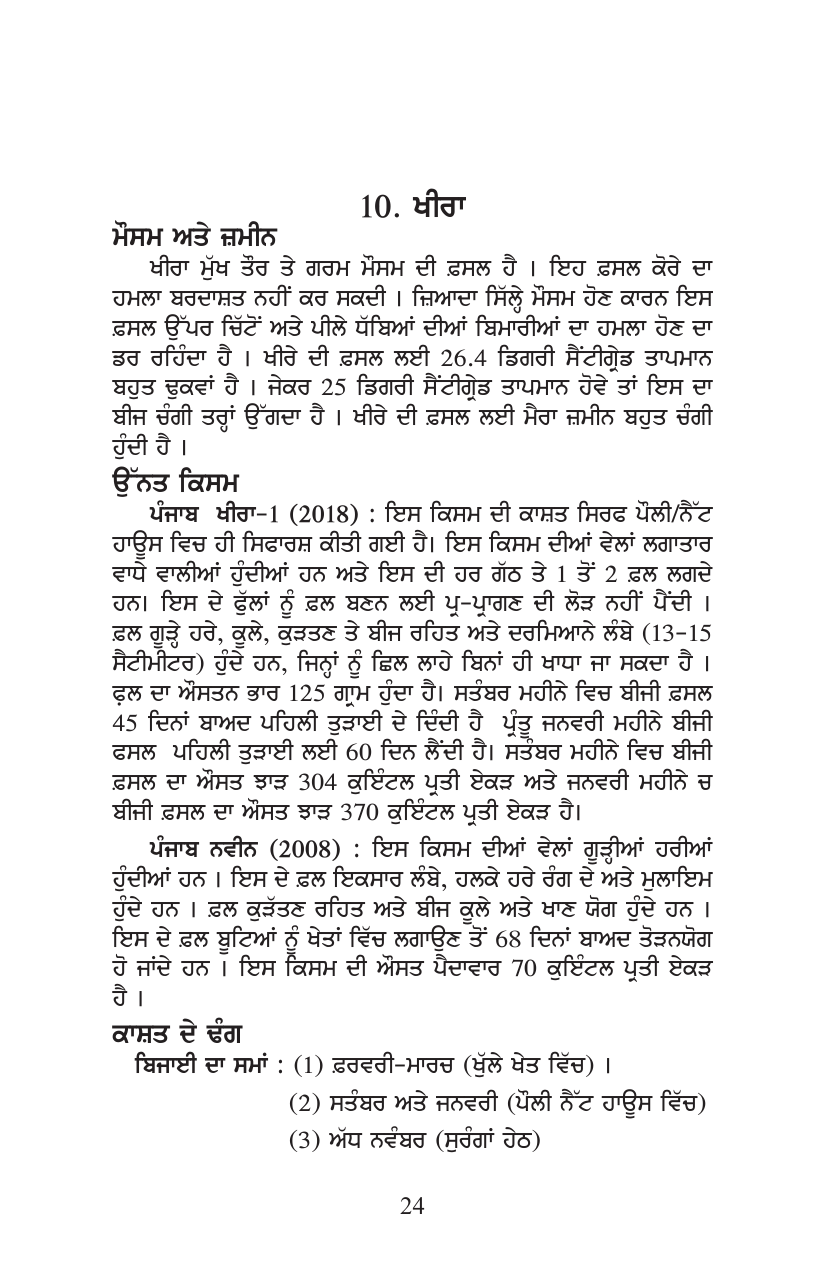 10. ਖੀਰਾ
ਮੌਸਮ ਅਤੇ ਜ਼ਮੀਨ
ਖੀਰਾ ਮੁੱਖ ਤੌਰ ਤੇ ਗਰਮ ਮੌਸਮ ਦੀ ਫ਼ਸਲ ਹੈ । ਇਹ ਫ਼ਸਲ ਕੋਰੇ ਦਾ
ਹਮਲਾ ਬਰਦਾਸ਼ਤ ਨਹੀਂ ਕਰ ਸਕਦੀ । ਜ਼ਿਆਦਾ ਸਿੱਲ੍ਹੇ ਮੌਸਮ ਹੋਣ ਕਾਰਨ ਇਸ
ਫ਼ਸਲ ਉੱਪਰ ਚਿੱਟੋਂ ਅਤੇ ਪੀਲੇ ਧੱਬਿਆਂ ਦੀਆਂ ਬਿਮਾਰੀਆਂ ਦਾ ਹਮਲਾ ਹੋਣ ਦਾ
ਡਰ ਰਹਿੰਦਾ ਹੈ । ਖੀਰੇ ਦੀ ਫ਼ਸਲ ਲਈ 26.4 ਡਿਗਰੀ ਸੈਂਟੀਗ੍ਰੇਡ ਤਾਪਮਾਨ
ਬਹੁਤ ਢੁਕਵਾਂ ਹੈ । ਜੇਕਰ 25 ਡਿਗਰੀ ਸੈਂਟੀਗ੍ਰੇਡ ਤਾਪਮਾਨ ਹੋਵੇ ਤਾਂ ਇਸ ਦਾ
ਬੀਜ ਚੰਗੀ ਤਰ੍ਹਾਂ ਉੱਗਦਾ ਹੈ । ਖੀਰੇ ਦੀ ਫ਼ਸਲ ਲਈ ਮੈਰਾ ਜ਼ਮੀਨ ਬਹੁਤ ਚੰਗੀ
ਹੁੰਦੀ ਹੈ ।
ਉੱਨਤ ਕਿਸਮ
ਪੰਜਾਬ ਖੀਰਾ-1 (2018) : ਇਸ ਕਿਸਮ ਦੀ ਕਾਸ਼ਤ ਸਿਰਫ ਪੌਲੀ/ਨੈੱਟ
ਹਾਊਸ ਵਿਚ ਹੀ ਸਿਫਾਰਸ਼ ਕੀਤੀ ਗਈ ਹੈ। ਇਸ ਕਿਸਮ ਦੀਆਂ ਵੇਲਾਂ ਲਗਾਤਾਰ
ਵਾਧੇ ਵਾਲੀਆਂ ਹੁੰਦੀਆਂ ਹਨ ਅਤੇ ਇਸ ਦੀ ਹਰ ਗੱਠ ਤੇ 1 ਤੋਂ 2 ਫ਼ਲ ਲਗਦੇ
ਹਨ। ਇਸ ਦੇ ਫੁੱਲਾਂ ਨੂੰ ਫ਼ਲ ਬਣਨ ਲਈ ਪ੍ਰ-ਪ੍ਰਾਗਣ ਦੀ ਲੋੜ ਨਹੀਂ ਪੈਂਦੀ ।
ਫ਼ਲ ਗੂੜ੍ਹੇ ਹਰੇ, ਕੂਲੇ, ਕੁੜਤਣ ਤੇ ਬੀਜ ਰਹਿਤ ਅਤੇ ਦਰਮਿਆਨੇ ਲੰਬੇ (13-15
ਸੈਟੀਮੀਟਰ) ਹੁੰਦੇ ਹਨ, ਜਿਨ੍ਹਾਂ ਨੂੰ ਛਿਲ ਲਾਹੇ ਬਿਨਾਂ ਹੀ ਖਾਧਾ ਜਾ ਸਕਦਾ ਹੈ ।
ਫ਼ਲ ਦਾ ਔਸਤਨ ਭਾਰ 125 ਗ੍ਰਾਮ ਹੁੰਦਾ ਹੈ। ਸਤੰਬਰ ਮਹੀਨੇ ਵਿਚ ਬੀਜੀ ਫ਼ਸਲ
45 ਦਿਨਾਂ ਬਾਅਦ ਪਹਿਲੀ ਤੁੜਾਈ ਦੇ ਦਿੰਦੀ ਹੈ ਪ੍ਰੰਤੂ ਜਨਵਰੀ ਮਹੀਨੇ ਬੀਜੀ
ਫਸਲ ਪਹਿਲੀ ਤੁੜਾਈ ਲਈ 60 ਦਿਨ ਲੈਂਦੀ ਹੈ। ਸਤੰਬਰ ਮਹੀਨੇ ਵਿਚ ਬੀਜੀ
ਫ਼ਸਲ ਦਾ ਔਸਤ ਝਾੜ 304 ਕੁਇੰਟਲ ਪ੍ਰਤੀ ਏਕੜ ਅਤੇ ਜਨਵਰੀ ਮਹੀਨੇ ਚ
ਬੀਜੀ ਫ਼ਸਲ ਦਾ ਔਸਤ ਝਾੜ 370 ਕੁਇੰਟਲ ਪ੍ਰਤੀ ਏਕੜ ਹੈ।
ਪੰਜਾਬ ਨਵੀਨ (2008) : ਇਸ ਕਿਸਮ ਦੀਆਂ ਵੇਲਾਂ ਗੂੜ੍ਹੀਆਂ ਹਰੀਆਂ
ਹੁੰਦੀਆਂ ਹਨ । ਇਸ ਦੇ ਫ਼ਲ ਇਕਸਾਰ ਲੰਬੇ, ਹਲਕੇ ਹਰੇ ਰੰਗ ਦੇ ਅਤੇ ਮੁਲਾਇਮ
ਹੁੰਦੇ ਹਨ । ਫ਼ਲ ਕੁੜੱਤਣ ਰਹਿਤ ਅਤੇ ਬੀਜ ਕੂਲੇ ਅਤੇ ਖਾਣ ਯੋਗ ਹੁੰਦੇ ਹਨ ।
ਇਸ ਦੇ ਫ਼ਲ ਬੂਟਿਆਂ ਨੂੰ ਖੇਤਾਂ ਵਿੱਚ ਲਗਾਉਣ ਤੋਂ 68 ਦਿਨਾਂ ਬਾਅਦ ਤੋੜਨਯੋਗ
ਹੋ ਜਾਂਦੇ ਹਨ । ਇਸ ਕਿਸਮ ਦੀ ਔਸਤ ਪੈਦਾਵਾਰ 70 ਕੁਇੰਟਲ ਪ੍ਰਤੀ ਏਕੜ
ਹੈ ।
ਕਾਸ਼ਤ ਦੇ ਢੰਗ
ਬਿਜਾਈ ਦਾ ਸਮਾਂ : (1) ਫ਼ਰਵਰੀ-ਮਾਰਚ (ਖੁੱਲੇ ਖੇਤ ਵਿੱਚ) ।
(2) ਸਤੰਬਰ ਅਤੇ ਜਨਵਰੀ (ਪੌਲੀ ਨੈੱਟ ਹਾਊਸ ਵਿੱਚ)
(3) ਅੱਧ ਨਵੰਬਰ (ਸੁਰੰਗਾਂ ਹੇਠ)
24